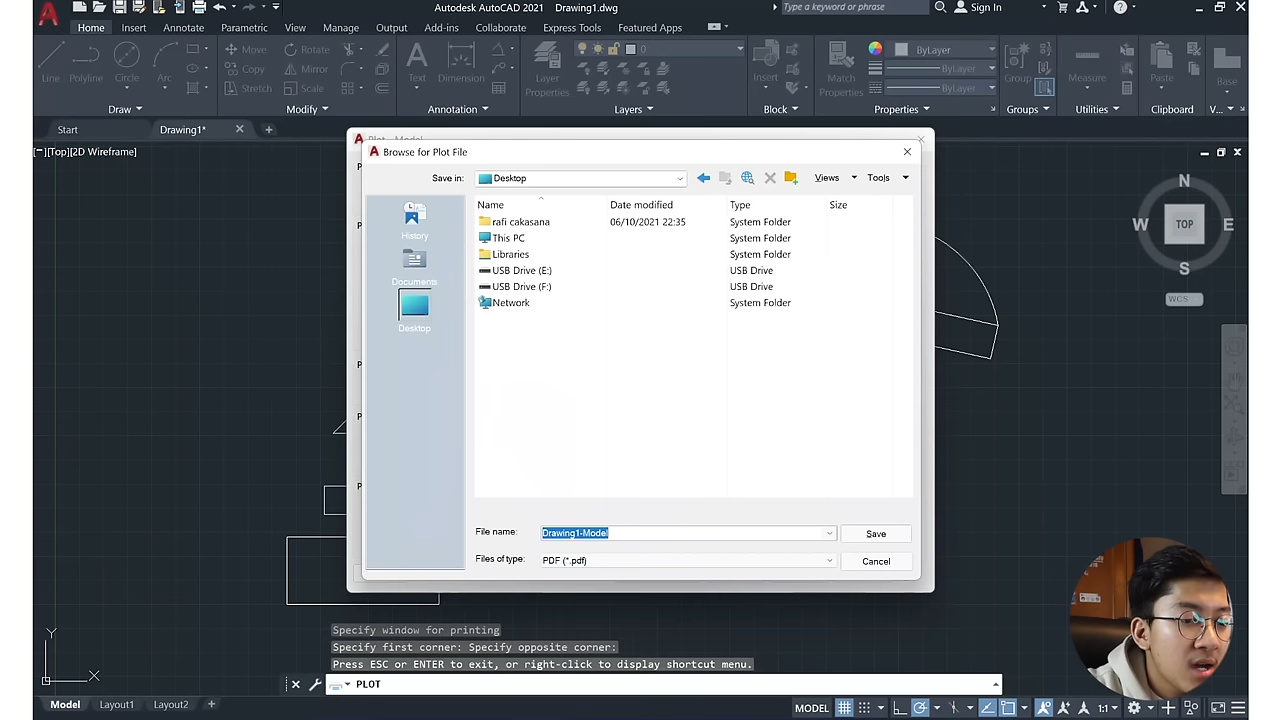 Autodesk AutoCAD 2021 Drawing1.dwg
Type a keyword or phrase
Sign In
Home Insert Annotate Parametric View Manage Output Add-ins Collaborate Express Tools Featured Apps
Line Polyline Circle Arc
Move Rotate
Copy Mirror
Stretch Scale
Text Dimension
Layer Properties
0
Insert
Match Properties
ByLayer
ByLayer
ByLayer
Group
Measure
Paste
Base
Draw Modify Annotation Layers Block Properties Groups Utilities Clipboard V...
Start Drawing1*
[−][Top][2D Wireframe]
Plot - Model
Browse for Plot File
Save in: Desktop
Views Tools
Name Date modified Type Size
rafi cakasana 06/10/2021 22:35 System Folder
This PC System Folder
Libraries System Folder
USB Drive (E:) USB Drive
USB Drive (F:) USB Drive
Network System Folder
History
Documents
Desktop
File name: Drawing1-Model Save
Files of type: PDF (*.pdf) Cancel
N
W TOP E
S
WCS
Specify window for printing
Specify first corner: Specify opposite corner:
Press ESC or ENTER to exit, or right-click to display shortcut menu.
PLOT
Y
X
Model Layout1 Layout2
MODEL 1:1